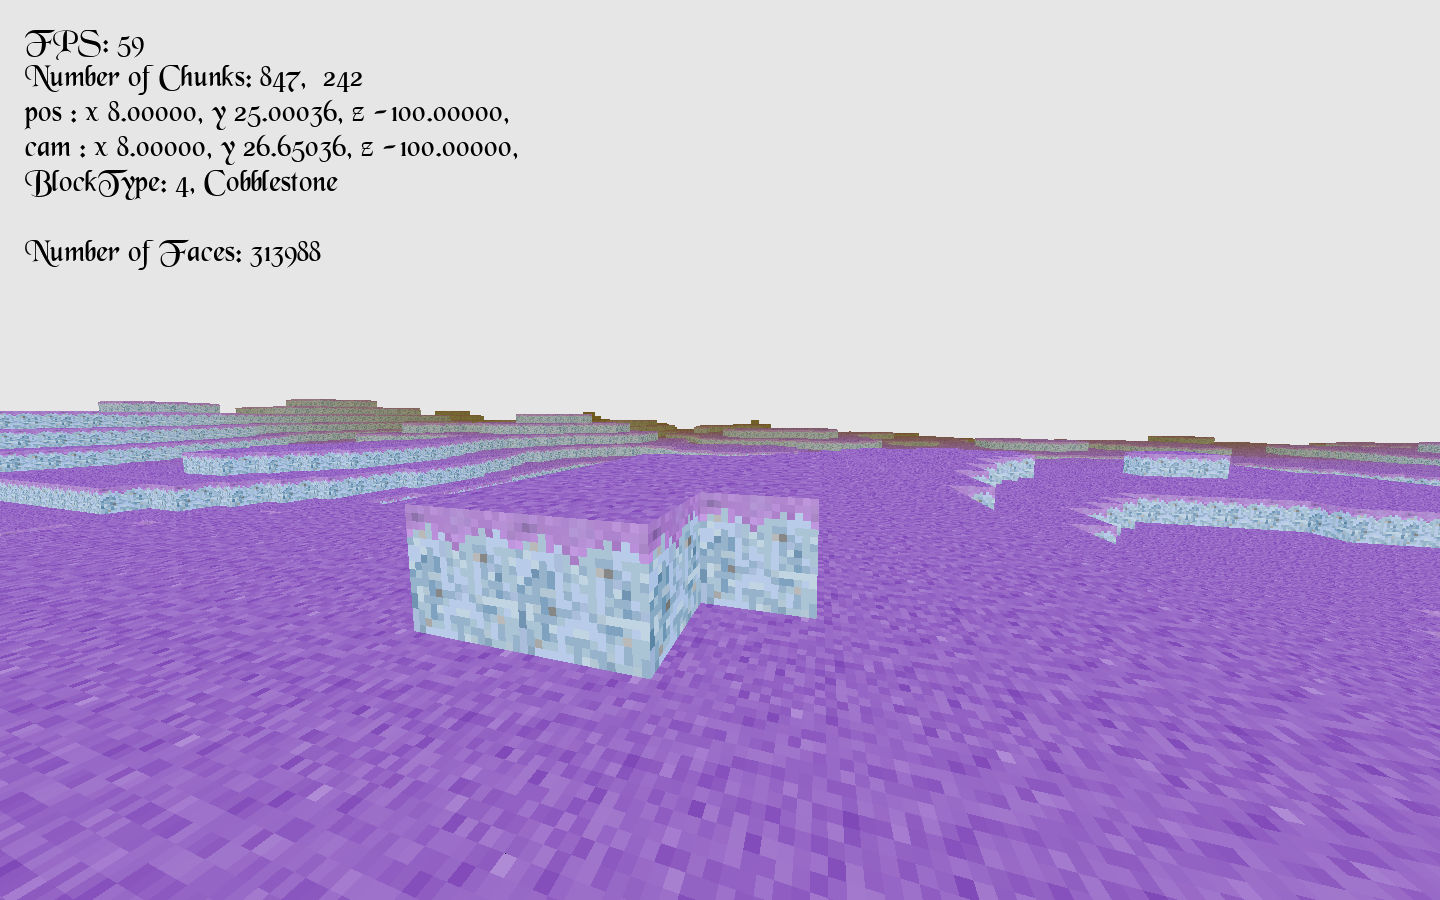 FPS: 59
Number of Chunks: 847,  242
pos : x 8.00000, y 25.00036, z -100.00000,
cam : x 8.00000, y 26.65036, z -100.00000,
BlockType: 4, Cobblestone
Number of Faces: 313988